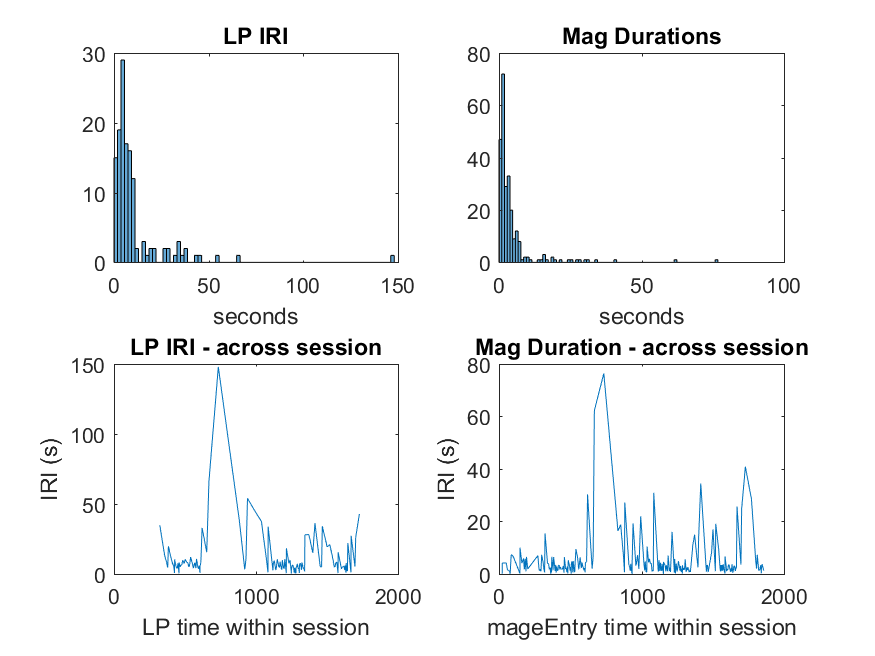 LP IRI
30
20
10
0
0 50 100 150
seconds
Mag Durations
80
60
40
20
0
0 50 100
seconds
LP IRI - across session
150
100
50
0
IRI (s)
0 1000 2000
LP time within session
Mag Duration - across session
80
60
40
20
0
IRI (s)
0 1000 2000
mageEntry time within session